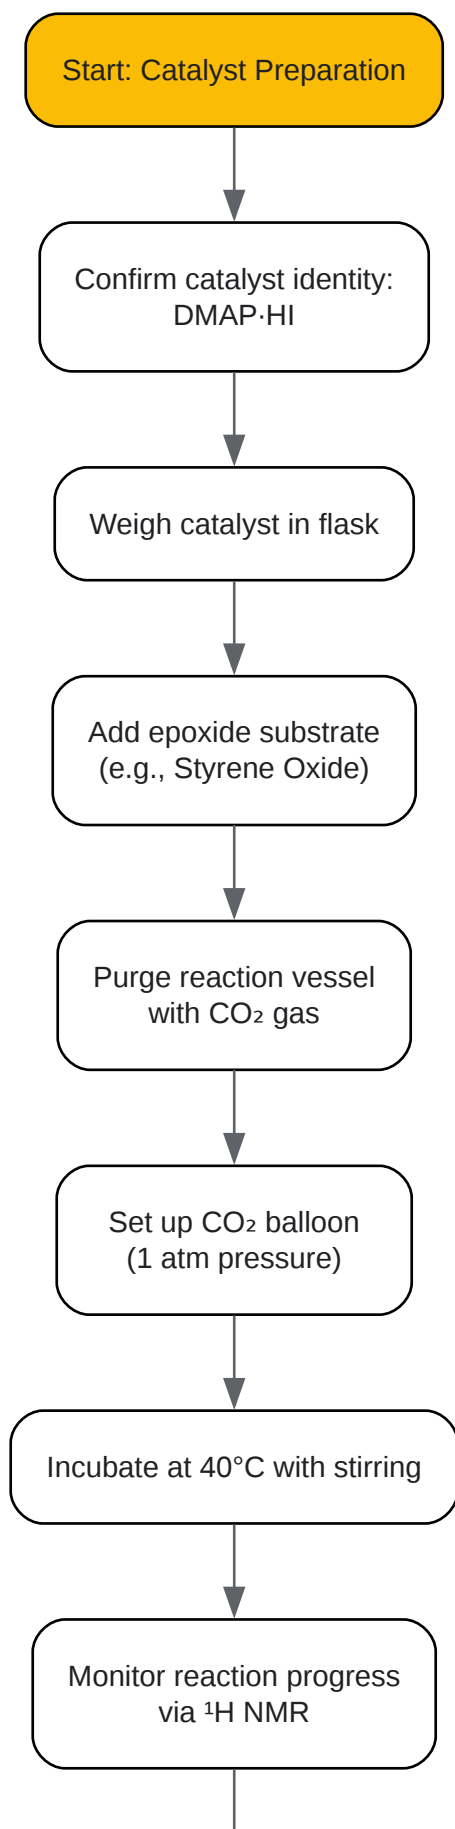 Start: Catalyst Preparation
Confirm catalyst identity:
DMAP·HI
Weigh catalyst in flask
Add epoxide substrate
(e.g., Styrene Oxide)
Purge reaction vessel
with CO₂ gas
Set up CO₂ balloon
(1 atm pressure)
Incubate at 40°C with stirring
Monitor reaction progress
via ¹H NMR